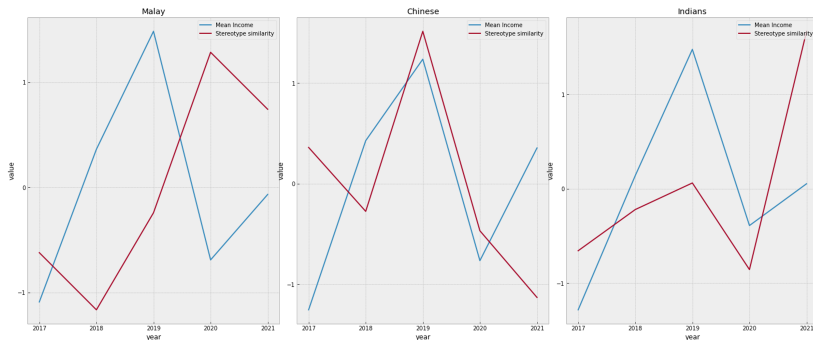 Malay
Mean Income
Stereotype similarity
1
0
−1
value
2017 2018 2019 2020 2021
year
Chinese
Mean Income
Stereotype similarity
1
0
−1
value
2017 2018 2019 2020 2021
year
Indians
Mean Income
Stereotype similarity
1
0
−1
value
2017 2018 2019 2020 2021
year